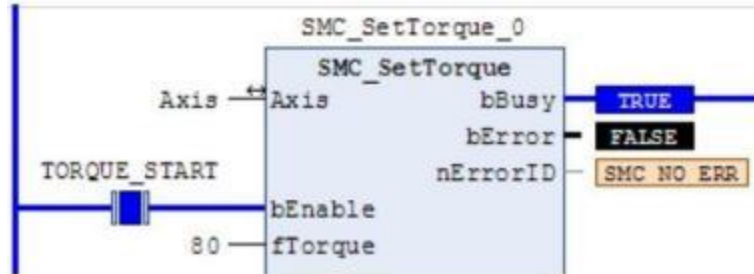 SMC_SetTorque_0
SMC_SetTorque
Axis Axis bBusy TRUE
bError FALSE
TORQUE_START nErrorID SMC NO ERR
bEnable
80 fTorque